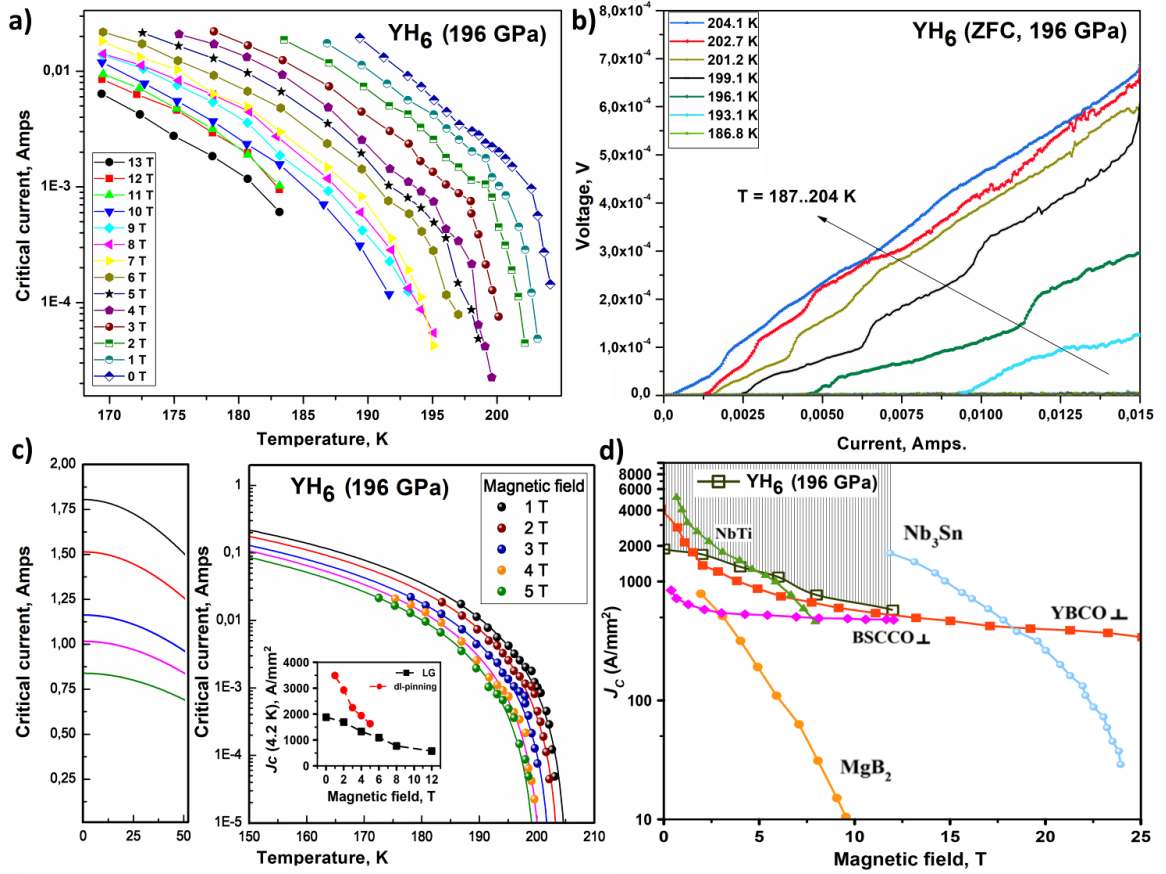 a)
YH6 (196 GPa)
Critical current, Amps
0,01
1E-3
1E-4
13 T
12 T
11 T
10 T
9 T
8 T
7 T
6 T
5 T
4 T
3 T
2 T
1 T
0 T
170 175 180 185 190 195 200
Temperature, K
b)
YH6 (ZFC, 196 GPa)
204.1 K
202.7 K
201.2 K
199.1 K
196.1 K
193.1 K
186.8 K
T = 187..204 K
Voltage, V
8,0x10-4
7,0x10-4
6,0x10-4
5,0x10-4
4,0x10-4
3,0x10-4
2,0x10-4
1,0x10-4
0,0
0,0 0,0025 0,0050 0,0075 0,0100 0,0125 0,015
Current, Amps.
c)
Critical current, Amps
2,00
1,75
1,50
1,25
1,00
0,75
0,50
0,25
0 50
YH6 (196 GPa)
Magnetic field
1 T
2 T
3 T
4 T
5 T
Critical current, Amps
1
0,1
0,01
1E-3
1E-4
1E-5
150 160 170 180 190 200 210
Temperature, K
Jc (4.2 K), A/mm2
4000
3500
3000
2500
2000
1500
1000
500
0
LG
dl-pinning
0 2 4 6 8 10 12
Magnetic field, T
d)
YH6 (196 GPa)
Nb3Sn
NbTi
YBCO⊥
BSCCO⊥
MgB2
JC (A/mm2)
8000
6000
4000
2000
1000
100
10
0 5 10 15 20 25
Magnetic field, T